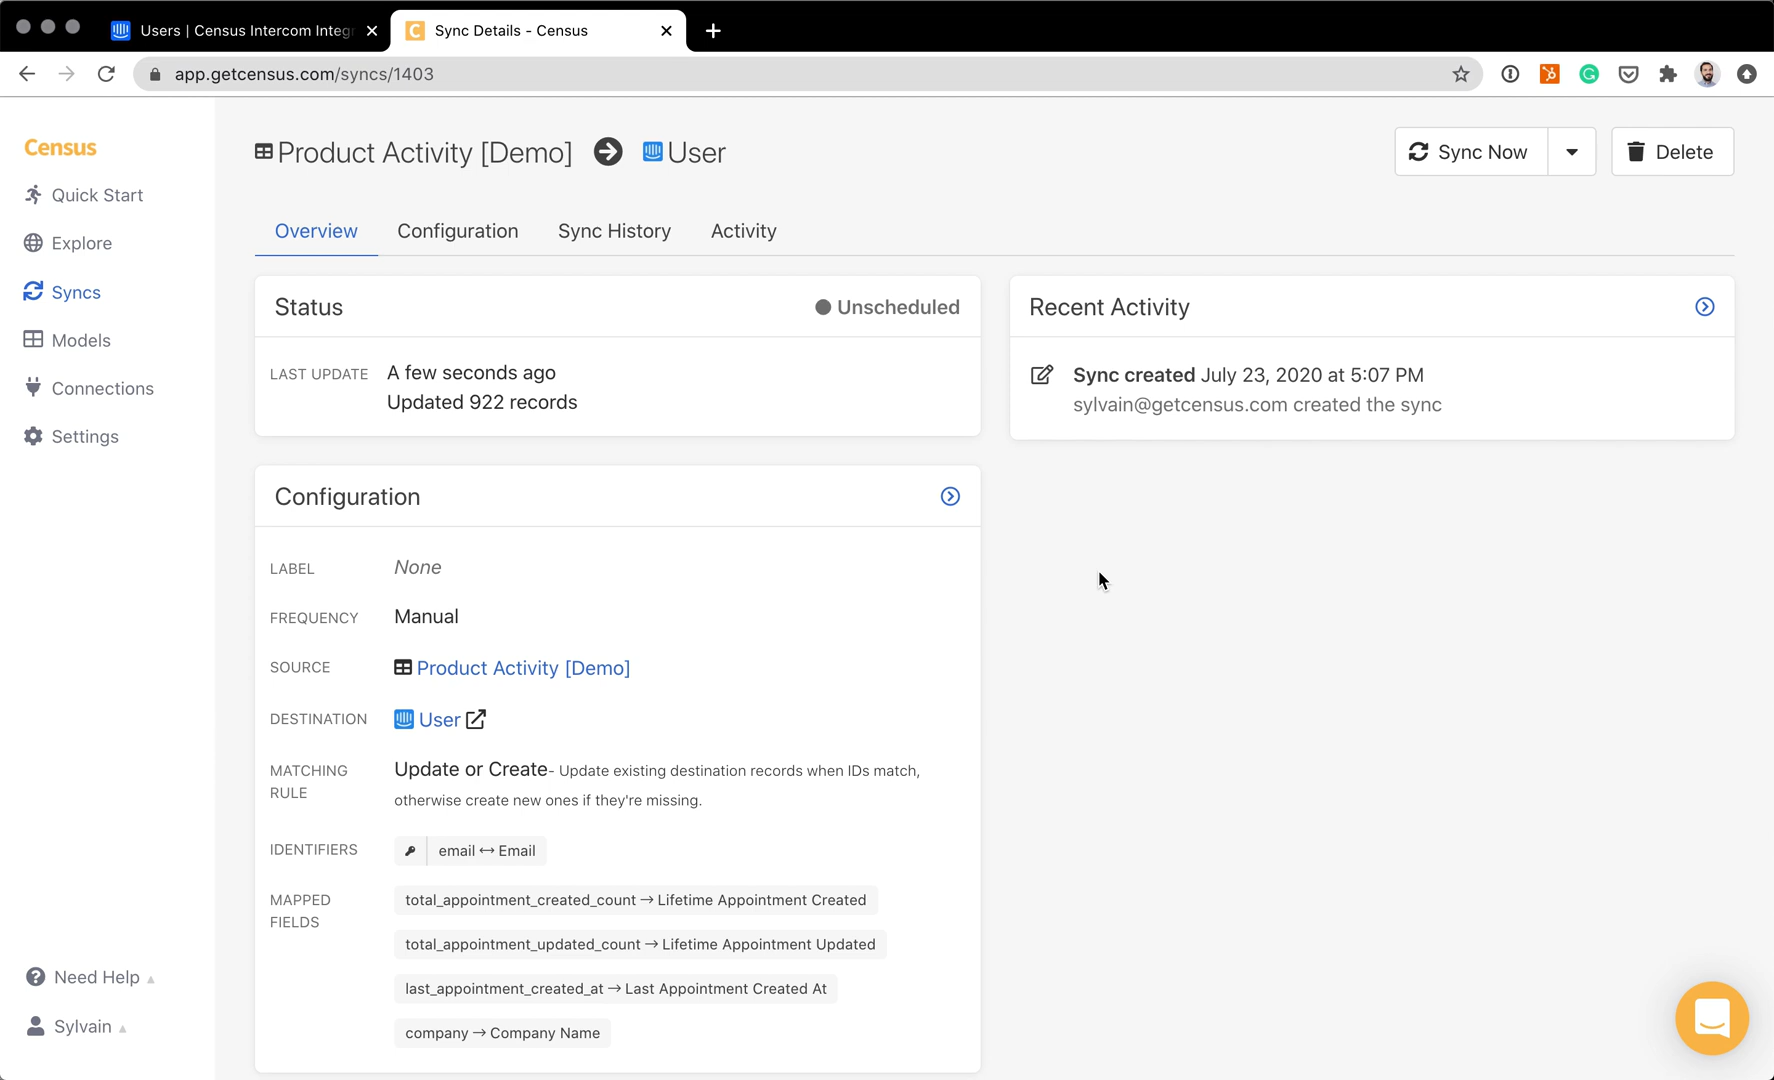 Users | Census Intercom Integr
Sync Details - Census
app.getcensus.com/syncs/1403
Census
Quick Start
Explore
Syncs
Models
Connections
Settings
Need Help
Sylvain
Product Activity [Demo]
User
Sync Now
Delete
Overview
Configuration
Sync History
Activity
Status
Unscheduled
LAST UPDATE
A few seconds ago
Updated 922 records
Recent Activity
Sync created July 23, 2020 at 5:07 PM
sylvain@getcensus.com created the sync
Configuration
LABEL
None
FREQUENCY
Manual
SOURCE
Product Activity [Demo]
DESTINATION
User
MATCHING
RULE
Update or Create- Update existing destination records when IDs match,
otherwise create new ones if they're missing.
IDENTIFIERS
email ↔ Email
MAPPED
FIELDS
total_appointment_created_count → Lifetime Appointment Created
total_appointment_updated_count → Lifetime Appointment Updated
last_appointment_created_at → Last Appointment Created At
company → Company Name